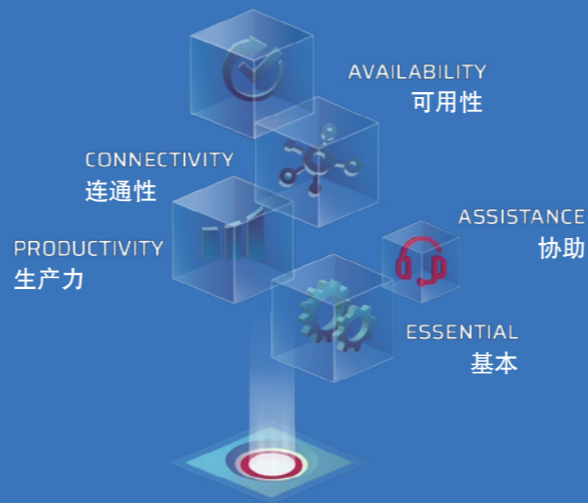 AVAILABILITY
可用性
CONNECTIVITY
连通性
ASSISTANCE
协助
PRODUCTIVITY
生产力
ESSENTIAL
基本